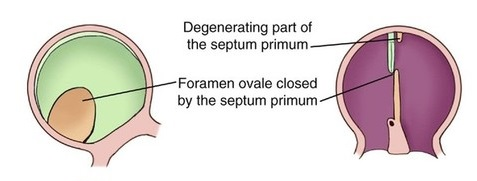 Degenerating part of
the septum primum
Foramen ovale closed
by the septum primum